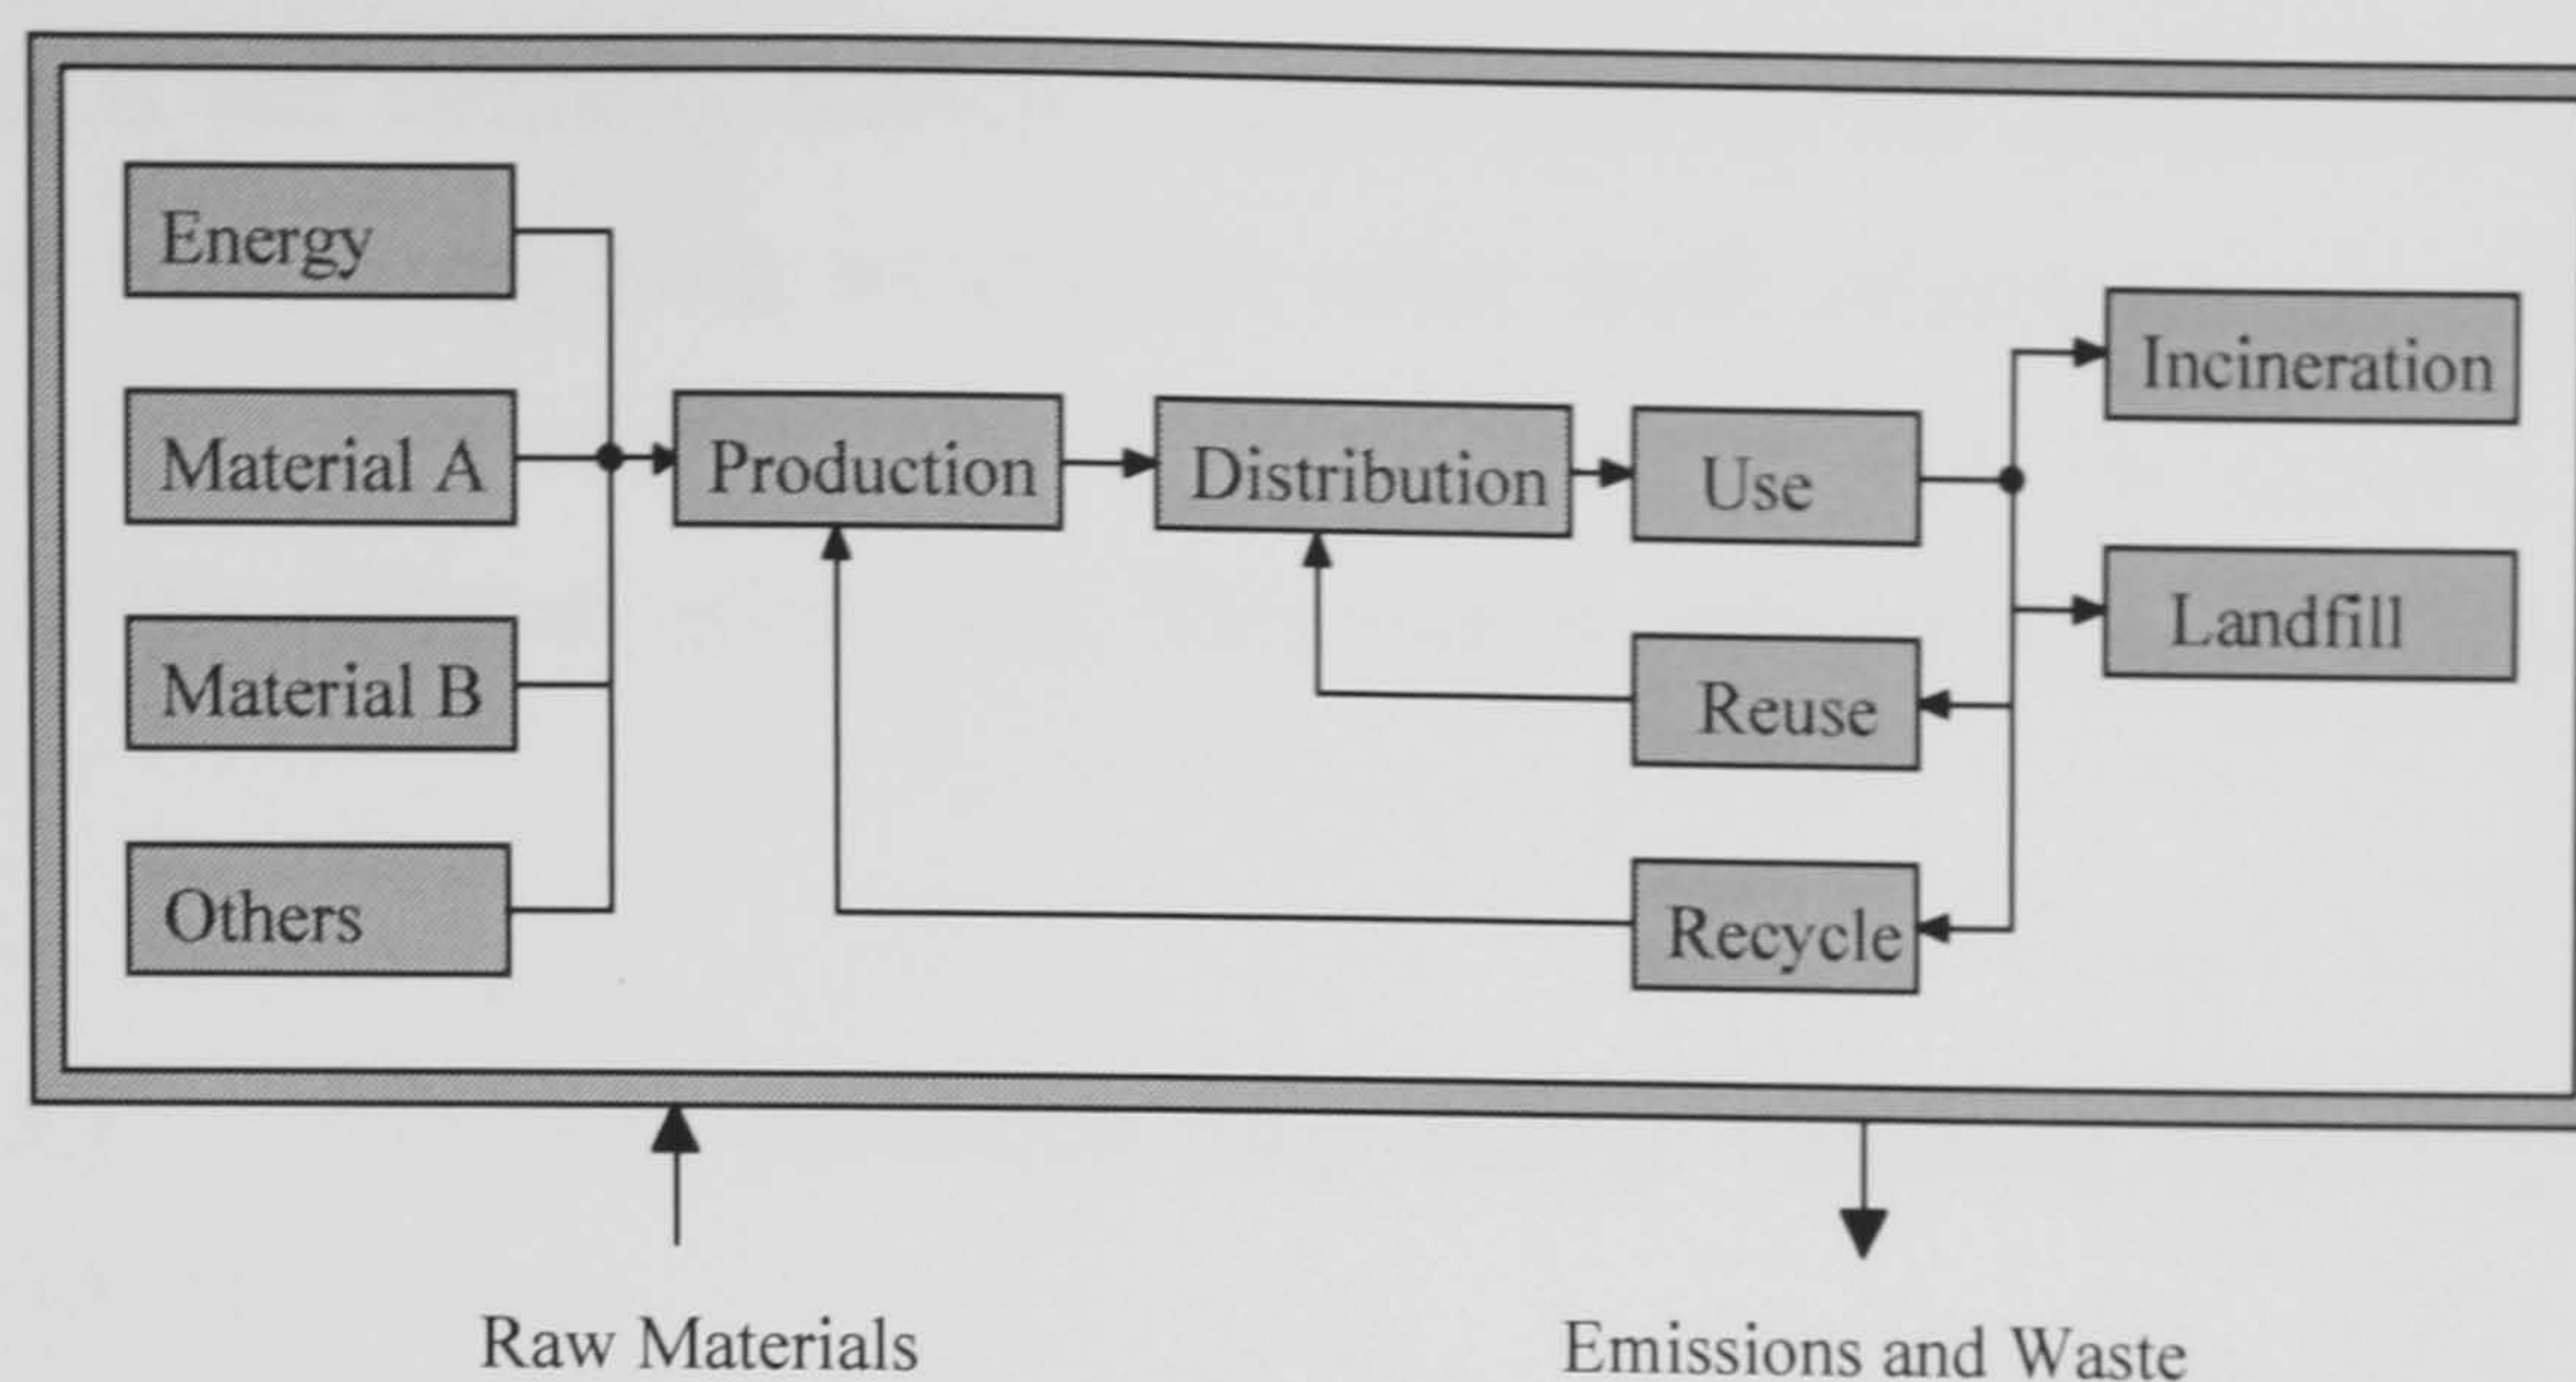 Energy
Material A
Material B
Others
Production
Distribution
Use
Reuse
Recycle
Incineration
Landfill
Raw Materials
Emissions and Waste